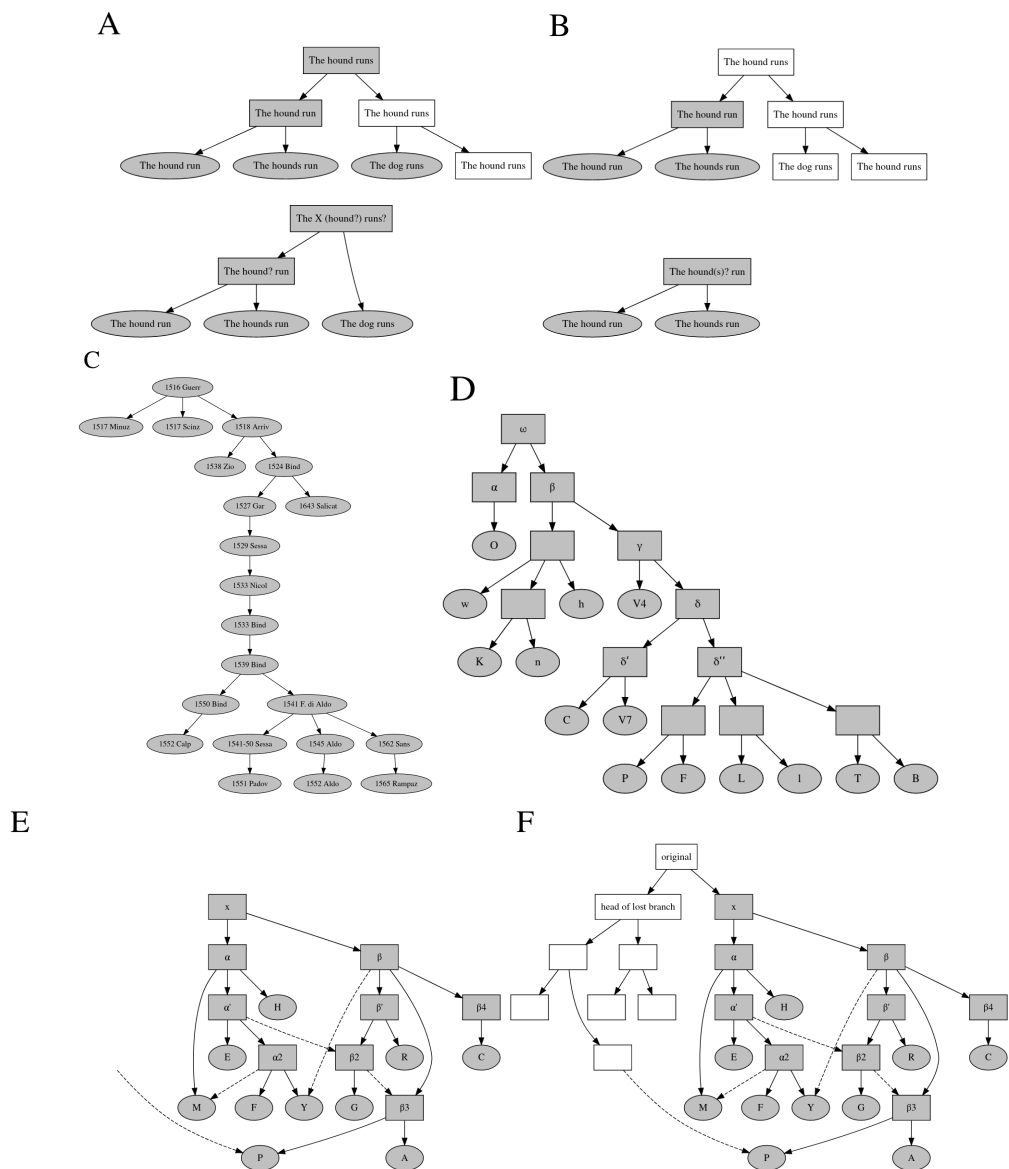 A
The hound runs
The hound run
The hound runs
The hound run
The hounds run
The dog runs
The hound runs
The X (hound?) runs?
The hound? run
The hound run
The hounds run
The dog runs
B
The hound runs
The hound run
The hound runs
The hound run
The hounds run
The dog runs
The hound runs
The hound(s)? run
The hound run
The hounds run
C
1516 Guerr
1517 Minuz
1517 Scinz
1518 Arriv
1538 Zio
1524 Bind
1527 Gar
1643 Salicat
1529 Sessa
1533 Nicol
1533 Bind
1539 Bind
1550 Bind
1541 F. di Aldo
1552 Calp
1541-50 Sessa
1545 Aldo
1562 Sans
1551 Padov
1552 Aldo
1565 Rampaz
D
ω
α
β
O
γ
w
h
V4
δ
K
n
δ′
δ′′
C
V7
P
F
L
l
T
B
E
x
α
β
α'
H
β'
β4
E
α2
β2
R
C
M
F
Y
G
β3
P
A
F
original
head of lost branch
x
α
β
α'
H
β'
β4
E
α2
β2
R
C
M
F
Y
G
β3
P
A